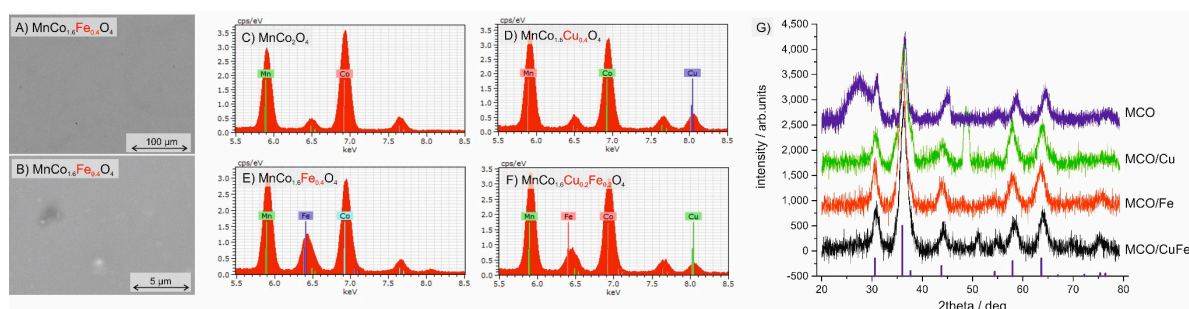 A) MnCo1.6Fe0.4O4
100 µm
B) MnCo1.6Fe0.4O4
5 µm
cps/eV
C) MnCo2O4
3.5
3.0
2.5
2.0
1.5
1.0
0.5
0.0
Mn
Co
5.5 6.0 6.5 7.0 7.5 8.0 8.5
keV
cps/eV
D) MnCo1.6Cu0.4O4
3.5
3.0
2.5
2.0
1.5
1.0
0.5
0.0
Mn
Co
Cu
5.5 6.0 6.5 7.0 7.5 8.0 8.5
keV
cps/eV
E) MnCo1.6Fe0.4O4
3.0
2.5
2.0
1.5
1.0
0.5
0.0
Mn
Fe
Co
5.5 6.0 6.5 7.0 7.5 8.0 8.5
keV
cps/eV
F) MnCo1.6Cu0.2Fe0.2O4
3.0
2.5
2.0
1.5
1.0
0.5
0.0
Mn
Fe
Co
Cu
5.5 6.0 6.5 7.0 7.5 8.0 8.5
keV
G)
intensity / arb.units
4,500
4,000
3,500
3,000
2,500
2,000
1,500
1,000
500
0
-500
MCO
MCO/Cu
MCO/Fe
MCO/CuFe
20 30 40 50 60 70 80
2theta / deg